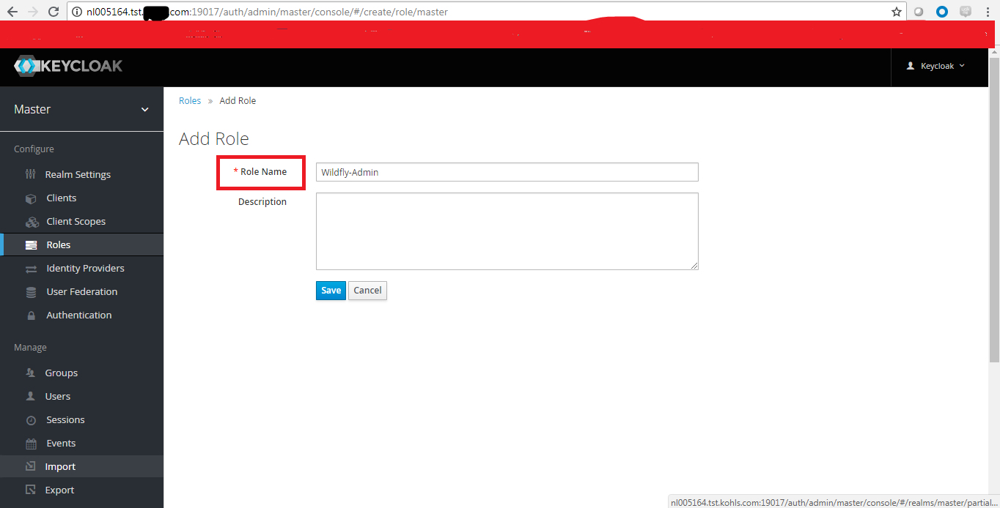 nl005164.tst. com:19017/auth/admin/master/console/#/create/role/master
KEYCLOAK
Keycloak
Master
Roles » Add Role
Add Role
Configure
Realm Settings
Clients
Client Scopes
Roles
Identity Providers
User Federation
Authentication
Manage
Groups
Users
Sessions
Events
Import
Export
* Role Name
Wildfly-Admin
Description
Save Cancel
nl005164.tst.kohls.com:19017/auth/admin/master/console/#/realms/master/partial...